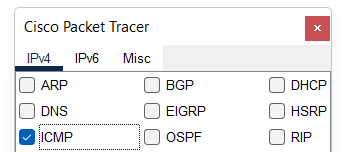 Cisco Packet Tracer
IPv4 IPv6 Misc
ARP BGP DHCP
DNS EIGRP HSRP
ICMP OSPF RIP